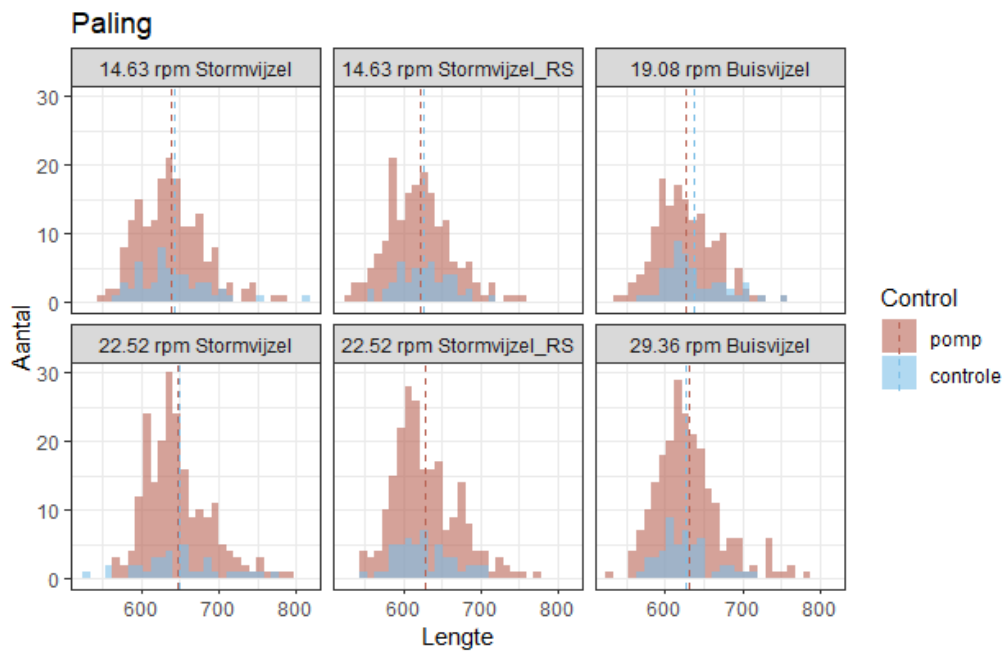 Paling
14.63 rpm Stormvijzel
14.63 rpm Stormvijzel_RS
19.08 rpm Buisvijzel
30
20
10
0
22.52 rpm Stormvijzel
22.52 rpm Stormvijzel_RS
29.36 rpm Buisvijzel
30
20
10
0
600 700 800 600 700 800 600 700 800
Lengte
Aantal
Control
pomp
controle